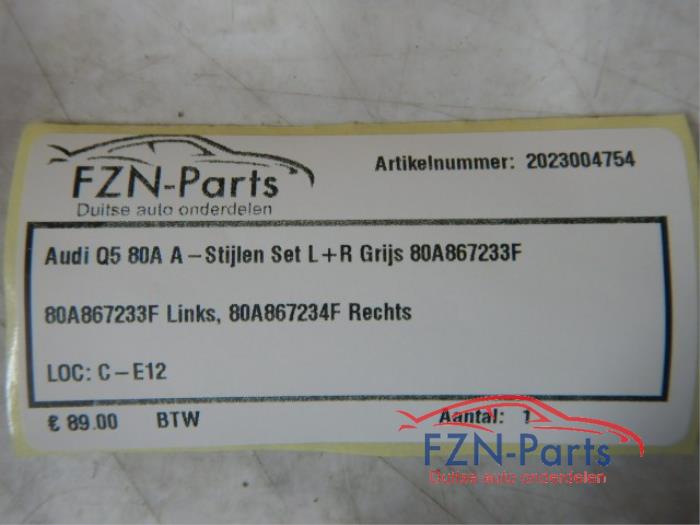 FZN-Parts
Duitse auto onderdelen
Artikelnummer: 2023004754
Audi Q5 80A A-Stijlen Set L+R Grijs 80A867233F
80A867233F Links, 80A867234F Rechts
LOC: C-E12
€ 89.00 BTW Aantal: 1
FZN-Parts
Duitse auto onderdelen